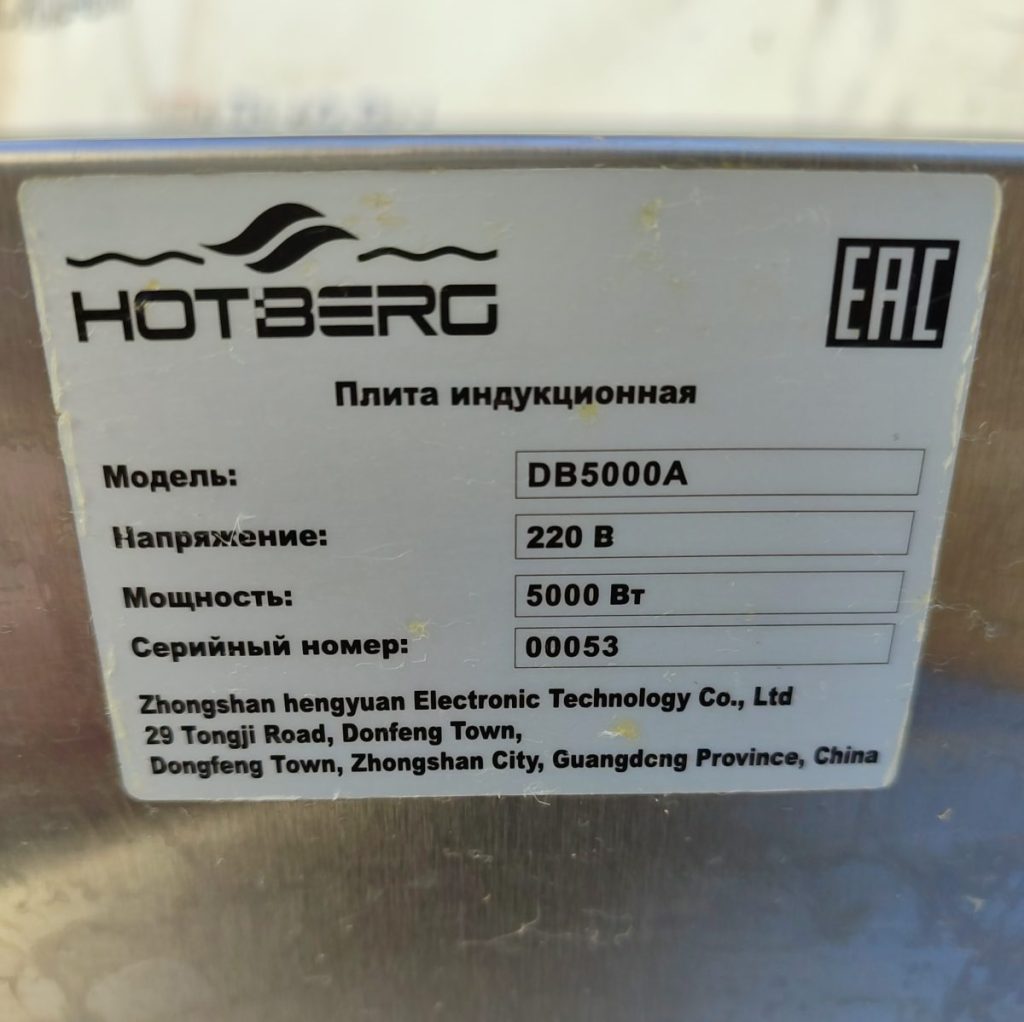 HOTBERG
EAC
Плита индукционная
Модель: DB5000A
Напряжение: 220 В
Мощность: 5000 Вт
Серийный номер: 00053
Zhongshan hengyuan Electronic Technology Co., Ltd
29 Tongji Road, Donfeng Town,
Dongfeng Town, Zhongshan City, Guangdong Province, China